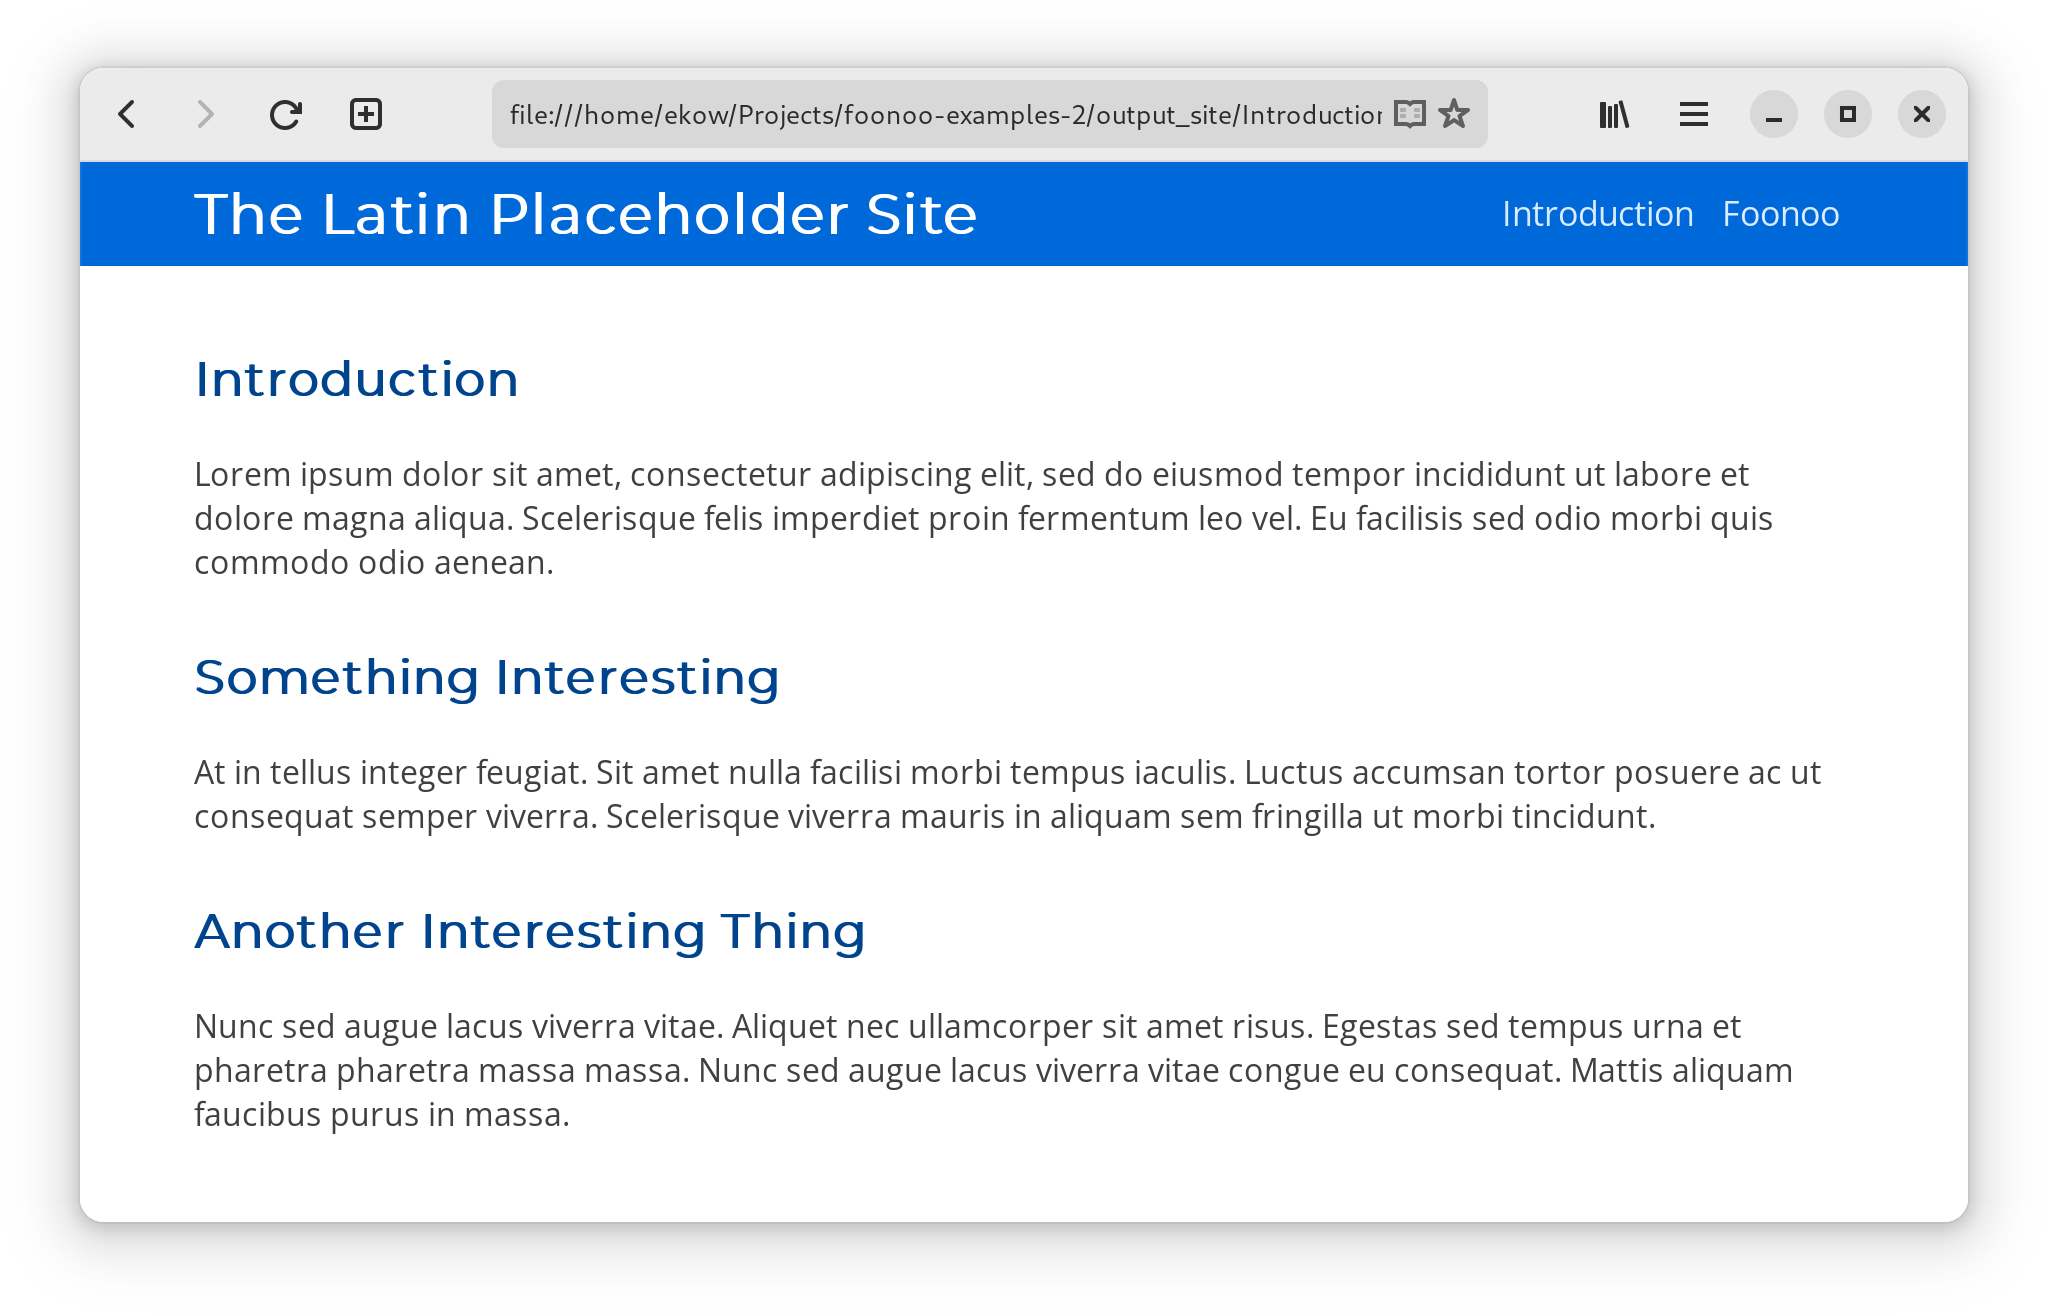 file:///home/ekow/Projects/foonoo-examples-2/output_site/Introduction
The Latin Placeholder Site
Introduction Foonoo
Introduction
Lorem ipsum dolor sit amet, consectetur adipiscing elit, sed do eiusmod tempor incididunt ut labore et
dolore magna aliqua. Scelerisque felis imperdiet proin fermentum leo vel. Eu facilisis sed odio morbi quis
commodo odio aenean.
Something Interesting
At in tellus integer feugiat. Sit amet nulla facilisi morbi tempus iaculis. Luctus accumsan tortor posuere ac ut
consequat semper viverra. Scelerisque viverra mauris in aliquam sem fringilla ut morbi tincidunt.
Another Interesting Thing
Nunc sed augue lacus viverra vitae. Aliquet nec ullamcorper sit amet risus. Egestas sed tempus urna et
pharetra pharetra massa massa. Nunc sed augue lacus viverra vitae congue eu consequat. Mattis aliquam
faucibus purus in massa.